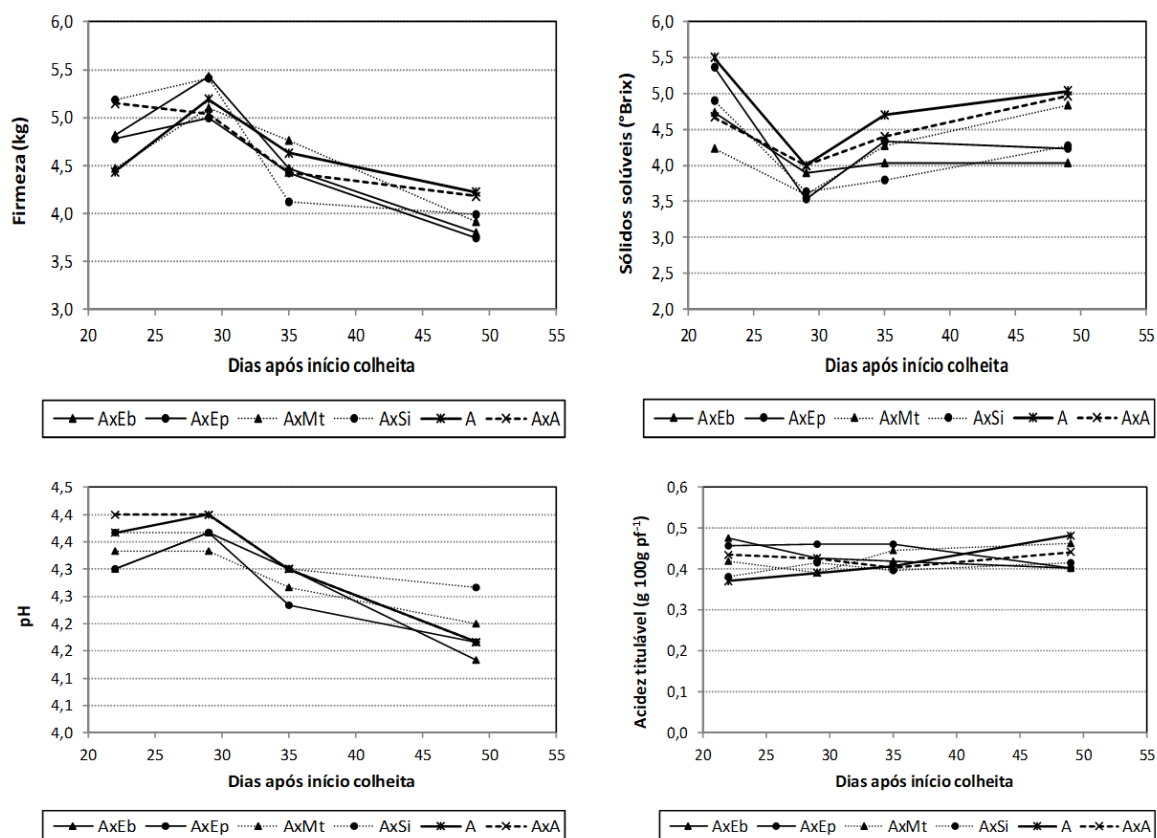 Firmeza (kg)
6,0
5,5
5,0
4,5
4,0
3,5
3,0
20 25 30 35 40 45 50 55
Dias após início colheita
AxEb AxEp AxMt AxSi A AxA
Sólidos solúveis (°Brix)
6,0
5,5
5,0
4,5
4,0
3,5
3,0
2,5
2,0
20 25 30 35 40 45 50 55
Dias após início colheita
AxEb AxEp AxMt AxSi A AxA
pH
4,5
4,4
4,4
4,3
4,3
4,2
4,2
4,1
4,1
4,0
20 25 30 35 40 45 50 55
Dias após início colheita
AxEb AxEp AxMt AxSi A AxA
Acidez titulável (g 100g pf⁻¹)
0,6
0,5
0,4
0,3
0,2
0,1
0,0
20 25 30 35 40 45 50 55
Dias após início colheita
AxEb AxEp AxMt AxSi A AxA